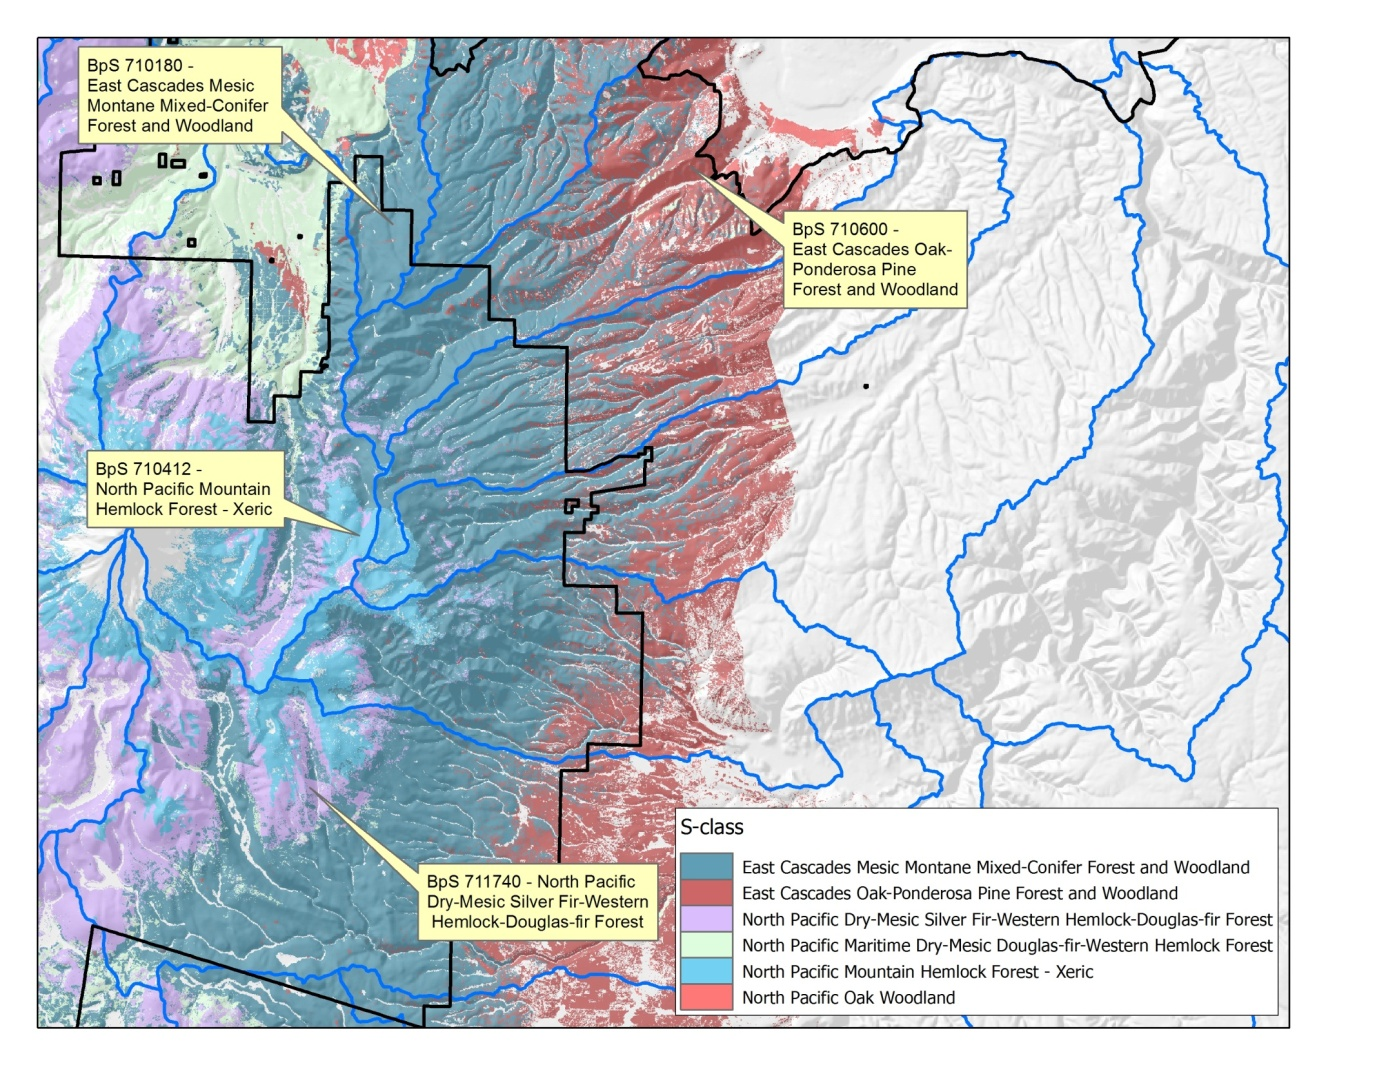 BpS 710180 -
East Cascades Mesic
Montane Mixed-Conifer
Forest and Woodland
BpS 710600 -
East Cascades Oak-
Ponderosa Pine
Forest and Woodland
BpS 710412 -
North Pacific Mountain
Hemlock Forest - Xeric
BpS 711740 - North Pacific
Dry-Mesic Silver Fir-Western
Hemlock-Douglas-fir Forest
S-class
East Cascades Mesic Montane Mixed-Conifer Forest and Woodland
East Cascades Oak-Ponderosa Pine Forest and Woodland
North Pacific Dry-Mesic Silver Fir-Western Hemlock-Douglas-fir Forest
North Pacific Maritime Dry-Mesic Douglas-fir-Western Hemlock Forest
North Pacific Mountain Hemlock Forest - Xeric
North Pacific Oak Woodland